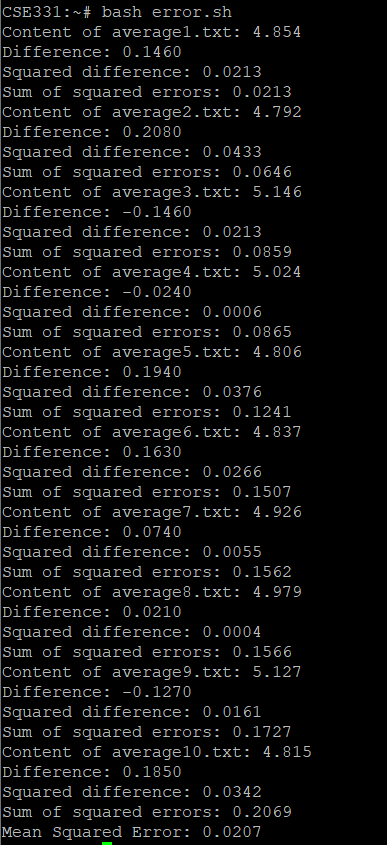 CSE331:~# bash error.sh
Content of average1.txt: 4.854
Difference: 0.1460
Squared difference: 0.0213
Sum of squared errors: 0.0213
Content of average2.txt: 4.792
Difference: 0.2080
Squared difference: 0.0433
Sum of squared errors: 0.0646
Content of average3.txt: 5.146
Difference: -0.1460
Squared difference: 0.0213
Sum of squared errors: 0.0859
Content of average4.txt: 5.024
Difference: -0.0240
Squared difference: 0.0006
Sum of squared errors: 0.0865
Content of average5.txt: 4.806
Difference: 0.1940
Squared difference: 0.0376
Sum of squared errors: 0.1241
Content of average6.txt: 4.837
Difference: 0.1630
Squared difference: 0.0266
Sum of squared errors: 0.1507
Content of average7.txt: 4.926
Difference: 0.0740
Squared difference: 0.0055
Sum of squared errors: 0.1562
Content of average8.txt: 4.979
Difference: 0.0210
Squared difference: 0.0004
Sum of squared errors: 0.1566
Content of average9.txt: 5.127
Difference: -0.1270
Squared difference: 0.0161
Sum of squared errors: 0.1727
Content of average10.txt: 4.815
Difference: 0.1850
Squared difference: 0.0342
Sum of squared errors: 0.2069
Mean Squared Error: 0.0207